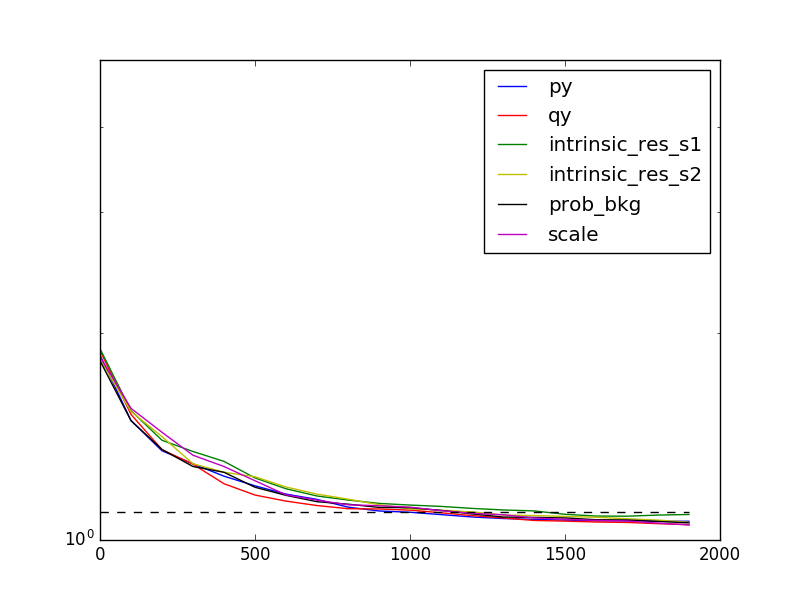 py
qy
intrinsic_res_s1
intrinsic_res_s2
prob_bkg
scale
10^0
0 500 1000 1500 2000